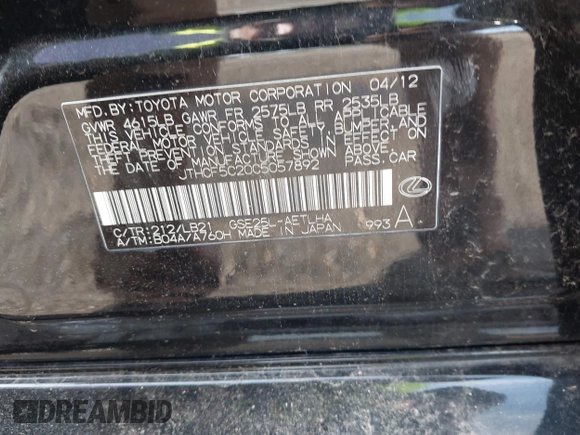 MFD. BY: TOYOTA MOTOR CORPORATION 04/12
GVWR 4615LB GAWR FR 2575LB RR 2535LB
THIS VEHICLE CONFORMS TO ALL APPLICABLE
FEDERAL MOTOR VEHICLE SAFETY, BUMPER, AND
THEFT PREVENTION STANDARDS IN EFFECT ON
THE DATE OF MANUFACTURE SHOWN ABOVE.
JTHCF5C20C5057892 PASS. CAR
C/TR:212/LB21 GSE25L-AETLHA
A/TM:B04A/A760H MADE IN JAPAN 993 A
DREAMBID